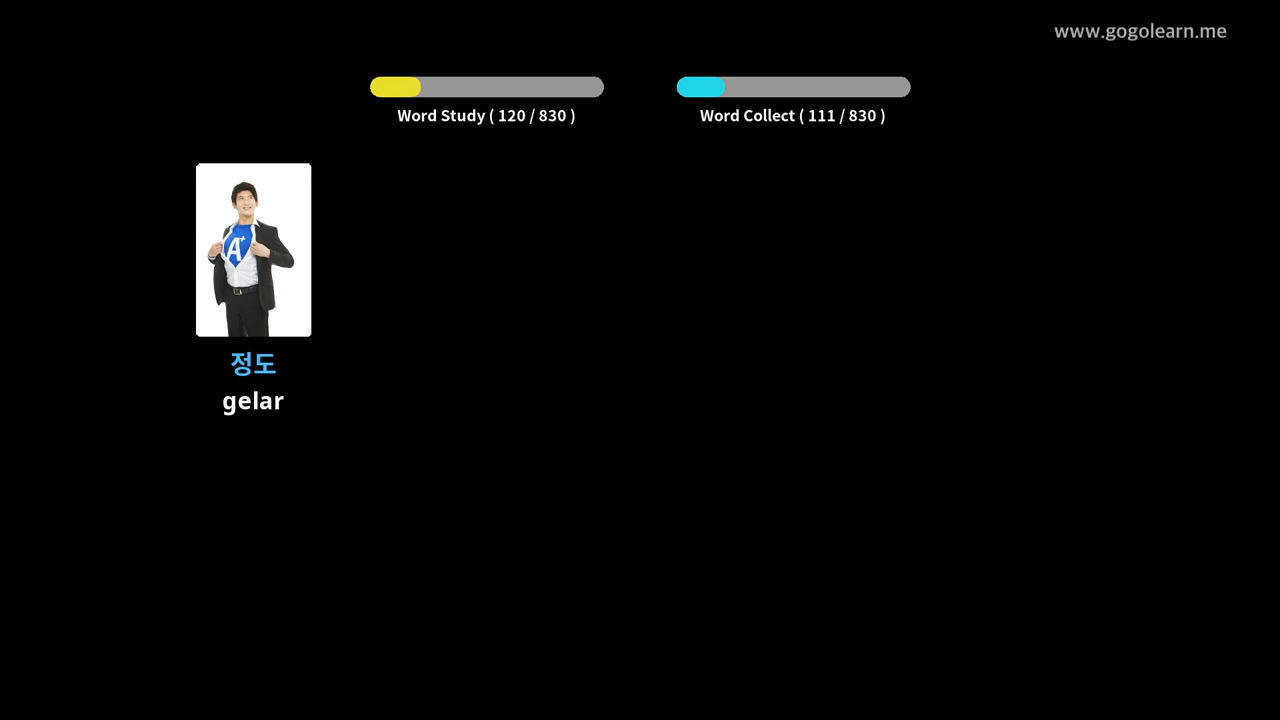 www.gogolearn.me
Word Study ( 120 / 830 )
Word Collect ( 111 / 830 )
A+
정도
gelar